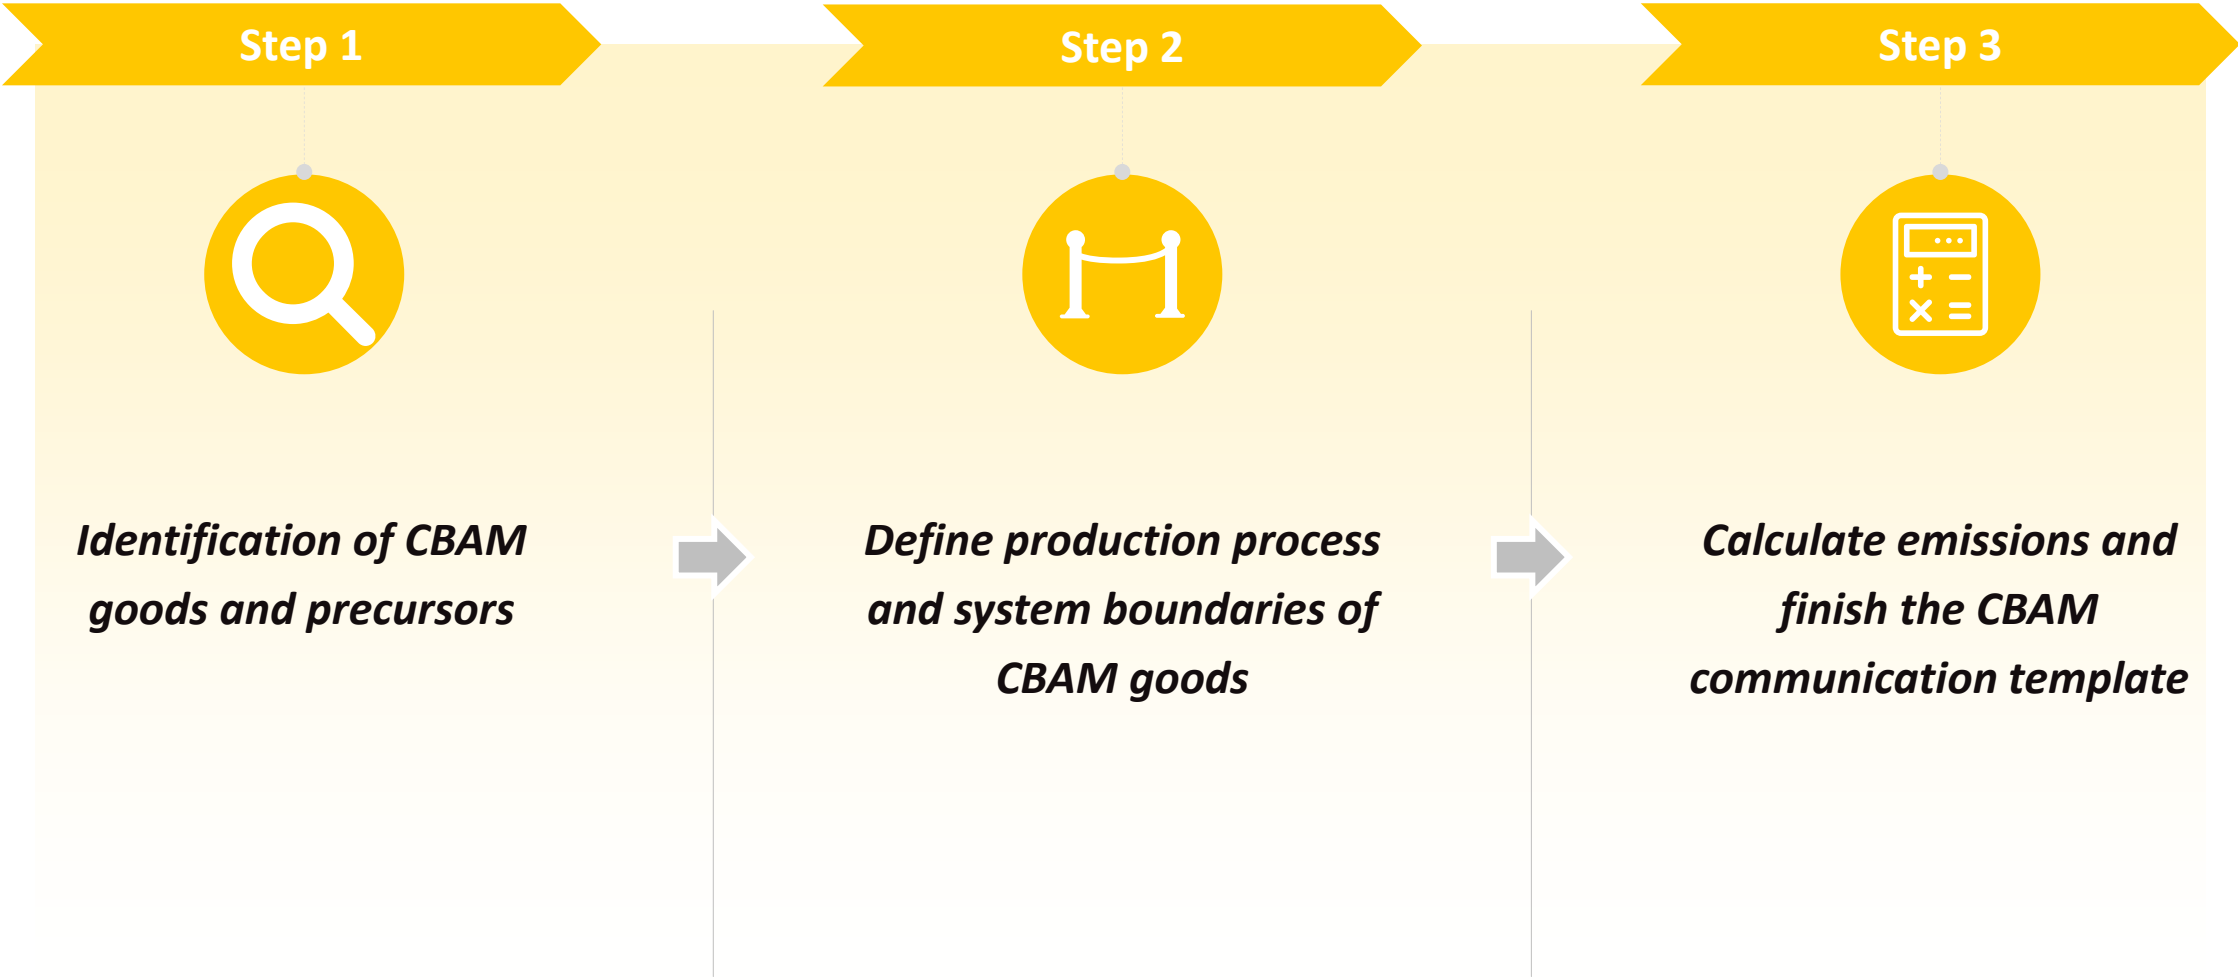 Step 1
Step 2
Step 3
Identification of CBAM
goods and precursors
Define production process
and system boundaries of
CBAM goods
Calculate emissions and
finish the CBAM
communication template